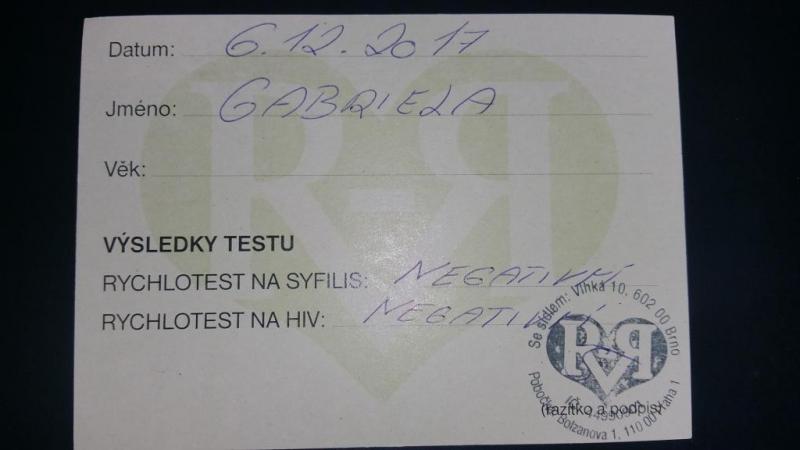 Datum: 6.12.2017
Jméno: GABRIELA
Věk:
VÝSLEDKY TESTU
RYCHLOTEST NA SYFILIS: NEGATIVNÍ
RYCHLOTEST NA HIV: NEGATIVNÍ
Se sídlem: Vlhká 10, 602 00 Brno
R-R
Pobočka: Bolzanova 1, 110 00 Praha 1
(razítko a podpis)